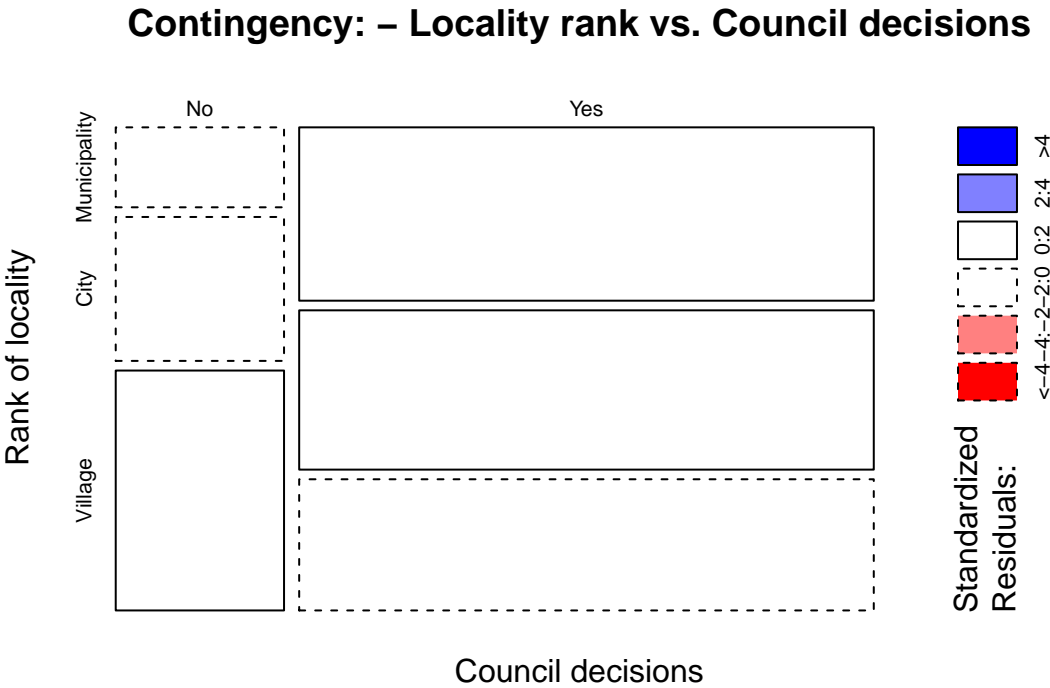 Contingency: – Locality rank vs. Council decisions
No
Yes
Municipality
City
Village
Rank of locality
Council decisions
>4
2:4
0:2
–2:0
–4:–2
<–4
Standardized
Residuals: